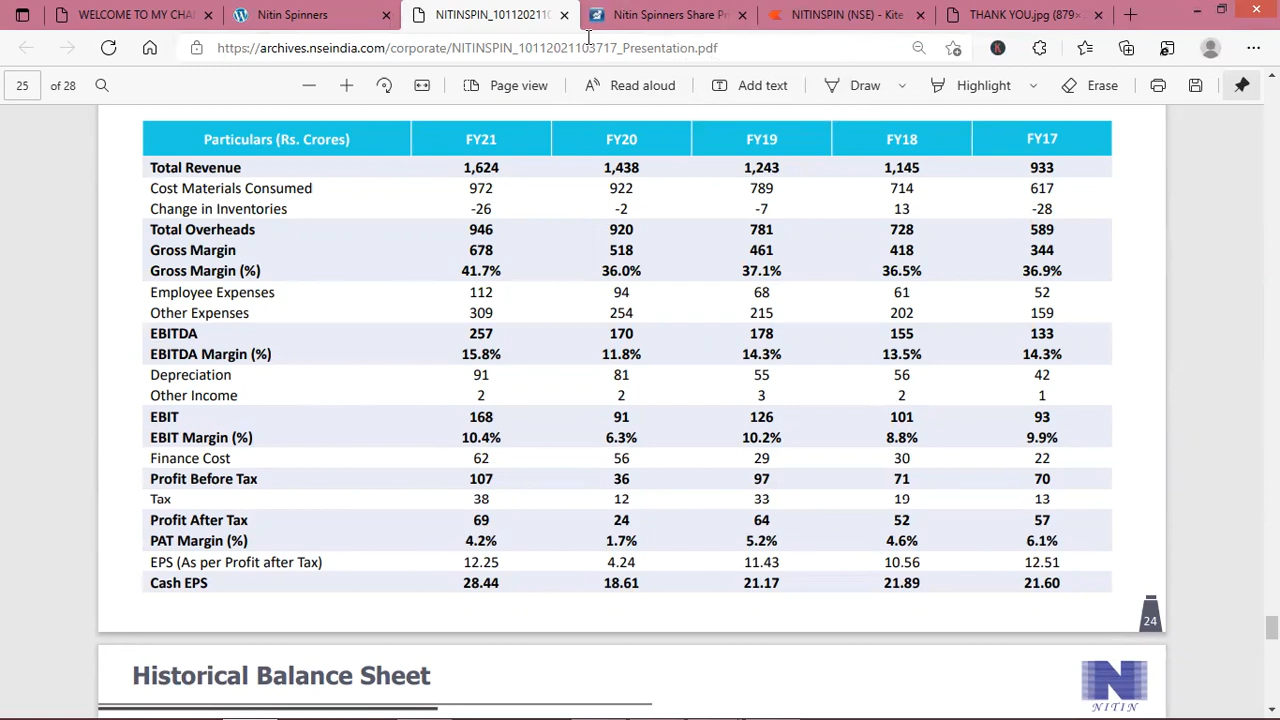 WELCOME TO MY CHA
Nitin Spinners
NITINSPIN_1011202110
Nitin Spinners Share Pr
NITINSPIN (NSE) - Kite
THANK YOU.jpg (879×
https://archives.nseindia.com/corporate/NITINSPIN_10112021103717_Presentation.pdf
25 of 28
Page view
Read aloud
Add text
Draw
Highlight
Erase
Particulars (Rs. Crores) FY21 FY20 FY19 FY18 FY17
Total Revenue 1,624 1,438 1,243 1,145 933
Cost Materials Consumed 972 922 789 714 617
Change in Inventories -26 -2 -7 13 -28
Total Overheads 946 920 781 728 589
Gross Margin 678 518 461 418 344
Gross Margin (%) 41.7% 36.0% 37.1% 36.5% 36.9%
Employee Expenses 112 94 68 61 52
Other Expenses 309 254 215 202 159
EBITDA 257 170 178 155 133
EBITDA Margin (%) 15.8% 11.8% 14.3% 13.5% 14.3%
Depreciation 91 81 55 56 42
Other Income 2 2 3 2 1
EBIT 168 91 126 101 93
EBIT Margin (%) 10.4% 6.3% 10.2% 8.8% 9.9%
Finance Cost 62 56 29 30 22
Profit Before Tax 107 36 97 71 70
Tax 38 12 33 19 13
Profit After Tax 69 24 64 52 57
PAT Margin (%) 4.2% 1.7% 5.2% 4.6% 6.1%
EPS (As per Profit after Tax) 12.25 4.24 11.43 10.56 12.51
Cash EPS 28.44 18.61 21.17 21.89 21.60
24
Historical Balance Sheet
N
NITIN